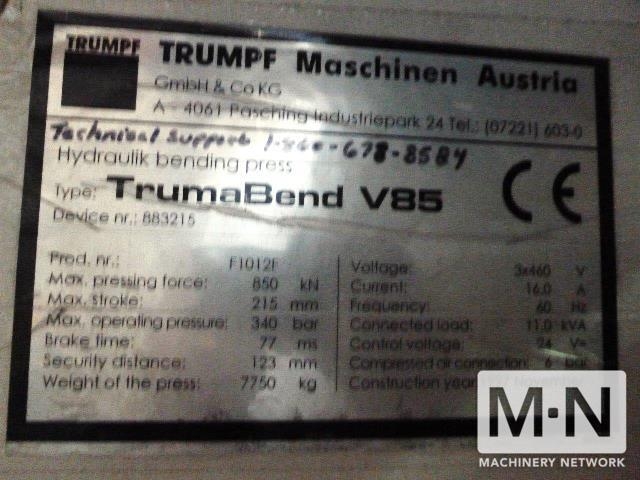 TRUMPF
TRUMPF Maschinen Austria
GmbH & Co KG
A - 4061 Pasching Industriepark 24 Tel.: (07221) 603-0
Technical support 1-860-678-8584
Hydraulik bending press
Type: TrumaBend V85
CE
Device nr.: 883215
Prod. nr.: F1012F
Max. pressing force: 850 kN
Max. stroke: 215 mm
Max. operating pressure: 340 bar
Brake time: 77 ms
Security distance: 123 mm
Weight of the press: 7750 kg
Voltage: 3x460 V
Current: 16.0 A
Frequency: 60 Hz
Connected load: 11.0 kVA
Control voltage: 24 V=
Compressed air connection: 6 bar
Construction year
M·N
MACHINERY NETWORK